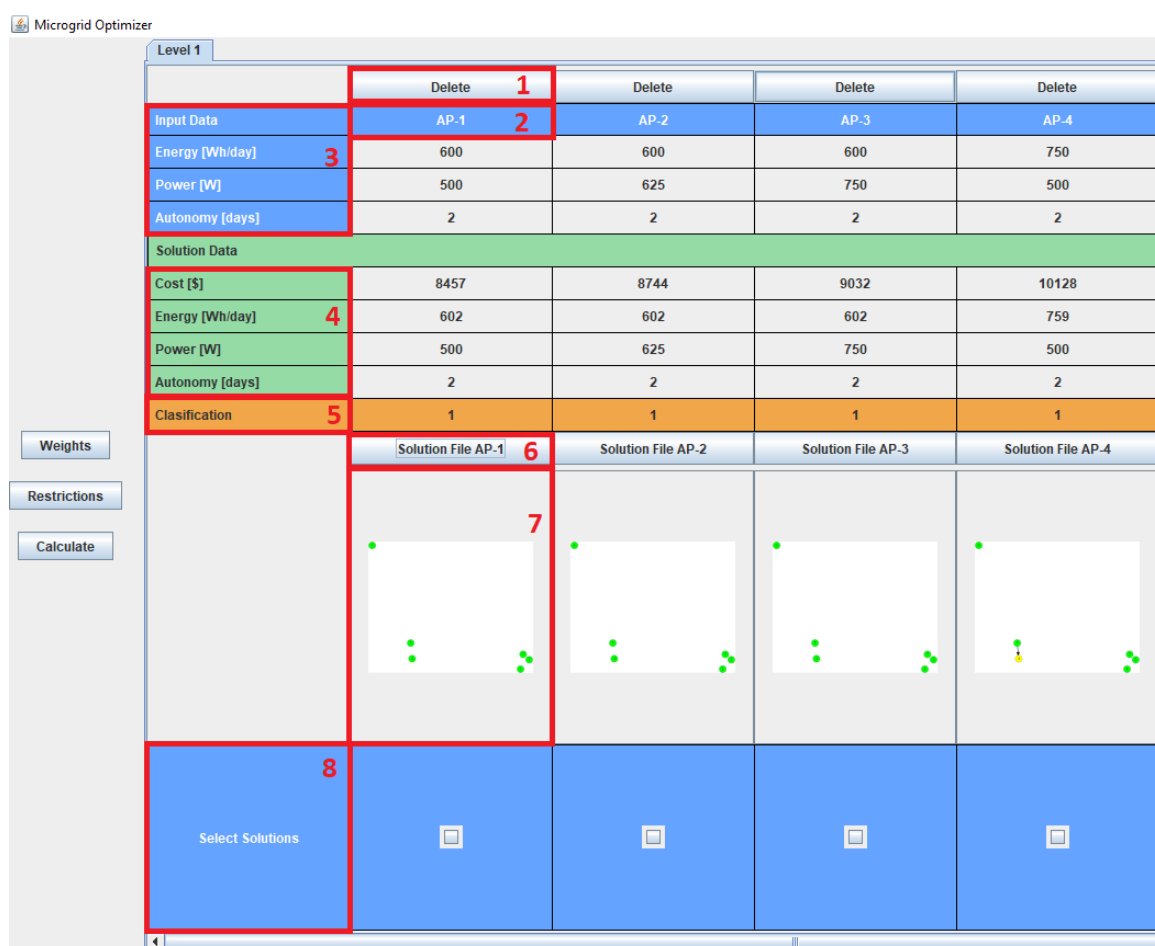 Microgrid Optimizer
Level 1
Delete 1 Delete Delete Delete
Input Data AP-1 2 AP-2 AP-3 AP-4
Energy [Wh/day] 3 600 600 600 750
Power [W] 500 625 750 500
Autonomy [days] 2 2 2 2
Solution Data
Cost [$] 8457 8744 9032 10128
Energy [Wh/day] 4 602 602 602 759
Power [W] 500 625 750 500
Autonomy [days] 2 2 2 2
Clasification 5 1 1 1 1
Weights Solution File AP-1 6 Solution File AP-2 Solution File AP-3 Solution File AP-4
Restrictions
7
Calculate
8
Select Solutions